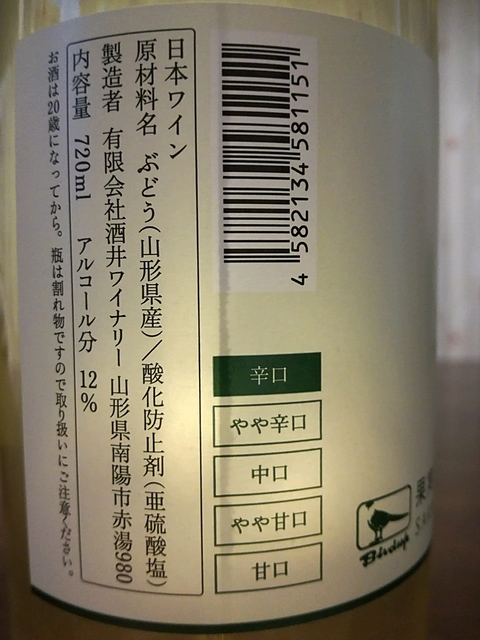 日本ワイン
原材料名 ぶどう(山形県産)／酸化防止剤(亜硫酸塩)
製造者 有限会社酒井ワイナリー 山形県南陽市赤湯980
内容量 720ml アルコール分 12%
お酒は20歳になってから。瓶は割れ物ですので取り扱いにご注意ください。
4 582134 581151
辛口
やや辛口
中口
やや甘口
甘口
Birdup